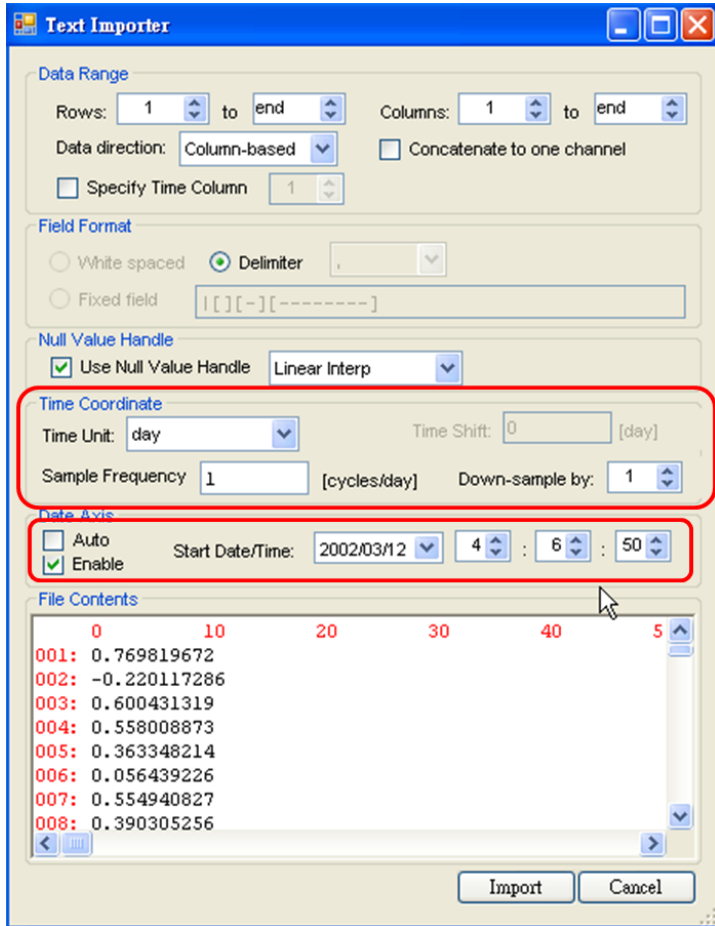 Text Importer
Data Range
Rows: 1 to end Columns: 1 to end
Data direction: Column-based Concatenate to one channel
Specify Time Column 1
Field Format
White spaced Delimiter ,
Fixed field |[][-][--------]
Null Value Handle
Use Null Value Handle Linear Interp
Time Coordinate
Time Unit: day Time Shift: 0 [day]
Sample Frequency 1 [cycles/day] Down-sample by: 1
Date Axis
Auto
Enable Start Date/Time: 2002/03/12 4 : 6 : 50
File Contents
0 10 20 30 40 5
001: 0.769819672
002: -0.220117286
003: 0.600431319
004: 0.558008873
005: 0.363348214
006: 0.056439226
007: 0.554940827
008: 0.390305256
Import Cancel